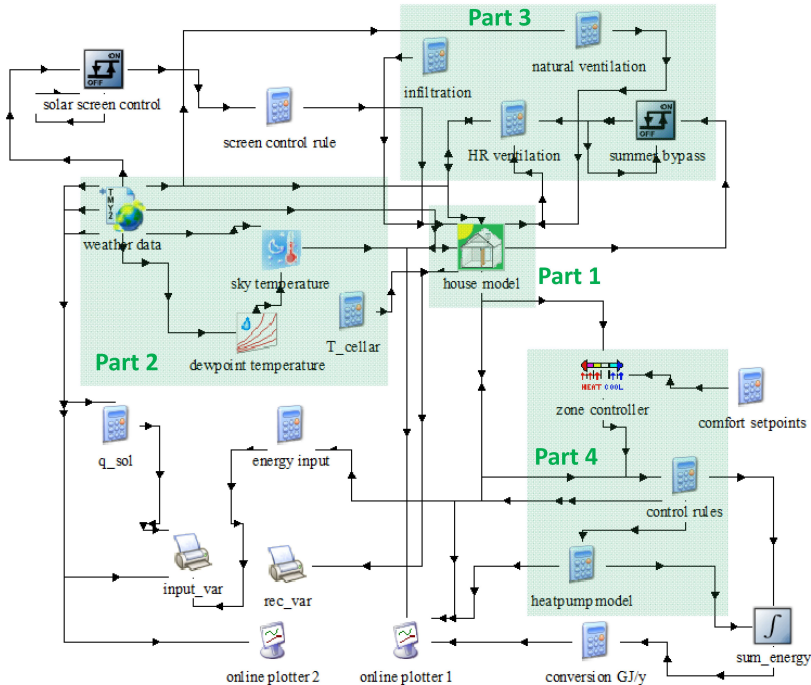 Part 3
ON
OFF
solar screen control
natural ventilation
infiltration
ON
OFF
screen control rule
HR ventilation
summer bypass
TMY2
weather data
sky temperature
house model
Part 1
T_cellar
Part 2
dewpoint temperature
HEAT COOL
zone controller
comfort setpoints
q_sol
energy input
Part 4
control rules
input_var
rec_var
heatpump model
∫
sum_energy
online plotter 2
online plotter 1
conversion GJ/y